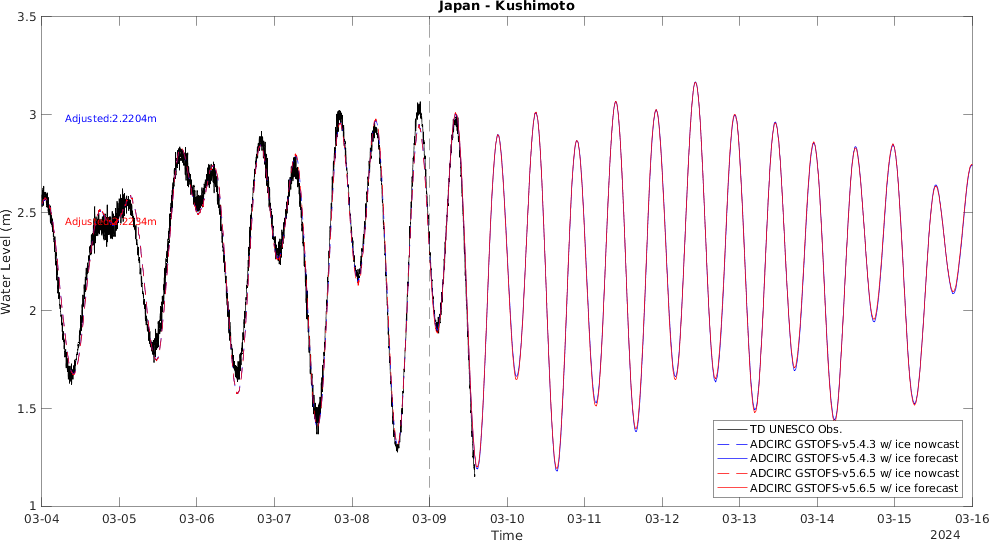 Japan - Kushimoto
3.5
3
2.5
2
1.5
1
Water Level (m)
Adjusted:2.2204m
Adjusted:2.2234m
TD UNESCO Obs.
ADCIRC GSTOFS-v5.4.3 w/ ice nowcast
ADCIRC GSTOFS-v5.4.3 w/ ice forecast
ADCIRC GSTOFS-v5.6.5 w/ ice nowcast
ADCIRC GSTOFS-v5.6.5 w/ ice forecast
03-04 03-05 03-06 03-07 03-08 03-09 03-10 03-11 03-12 03-13 03-14 03-15 03-16
Time
2024